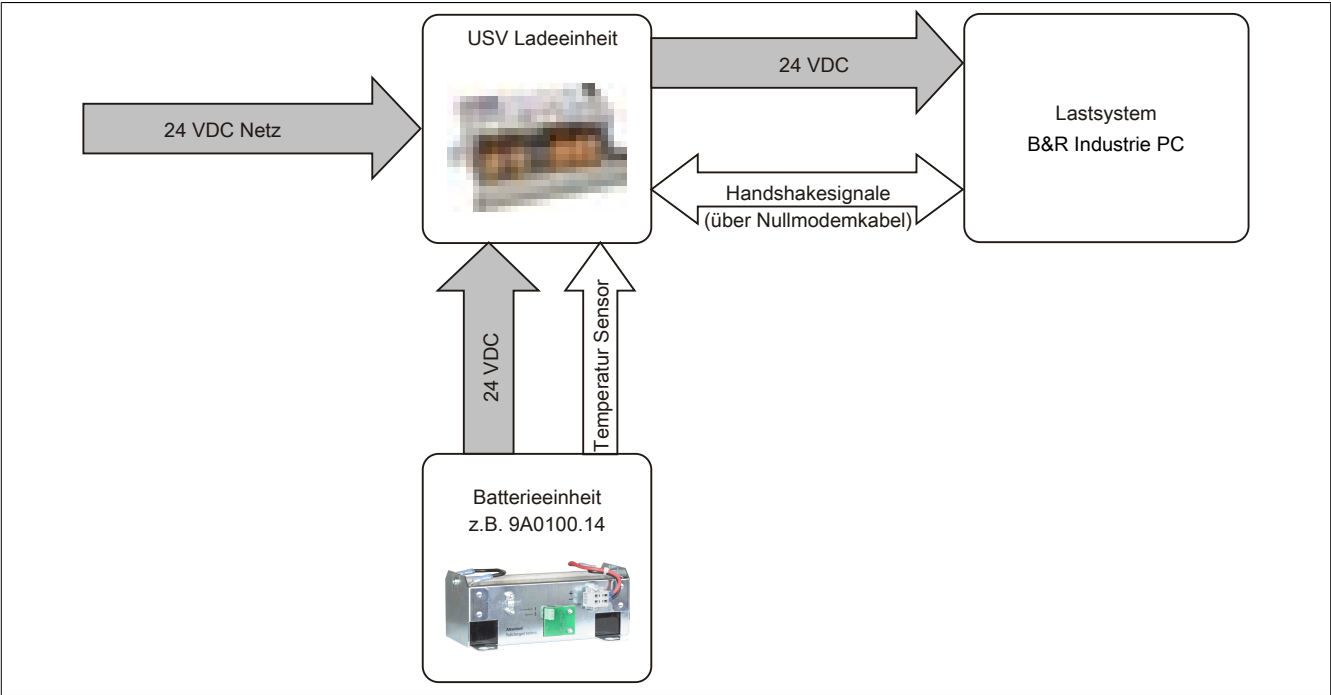 USV Ladeeinheit
24 VDC
24 VDC Netz
Lastsystem
B&R Industrie PC
Handshakesignale
(über Nullmodemkabel)
24 VDC
Temperatur Sensor
Batterieeinheit
z.B. 9A0100.14